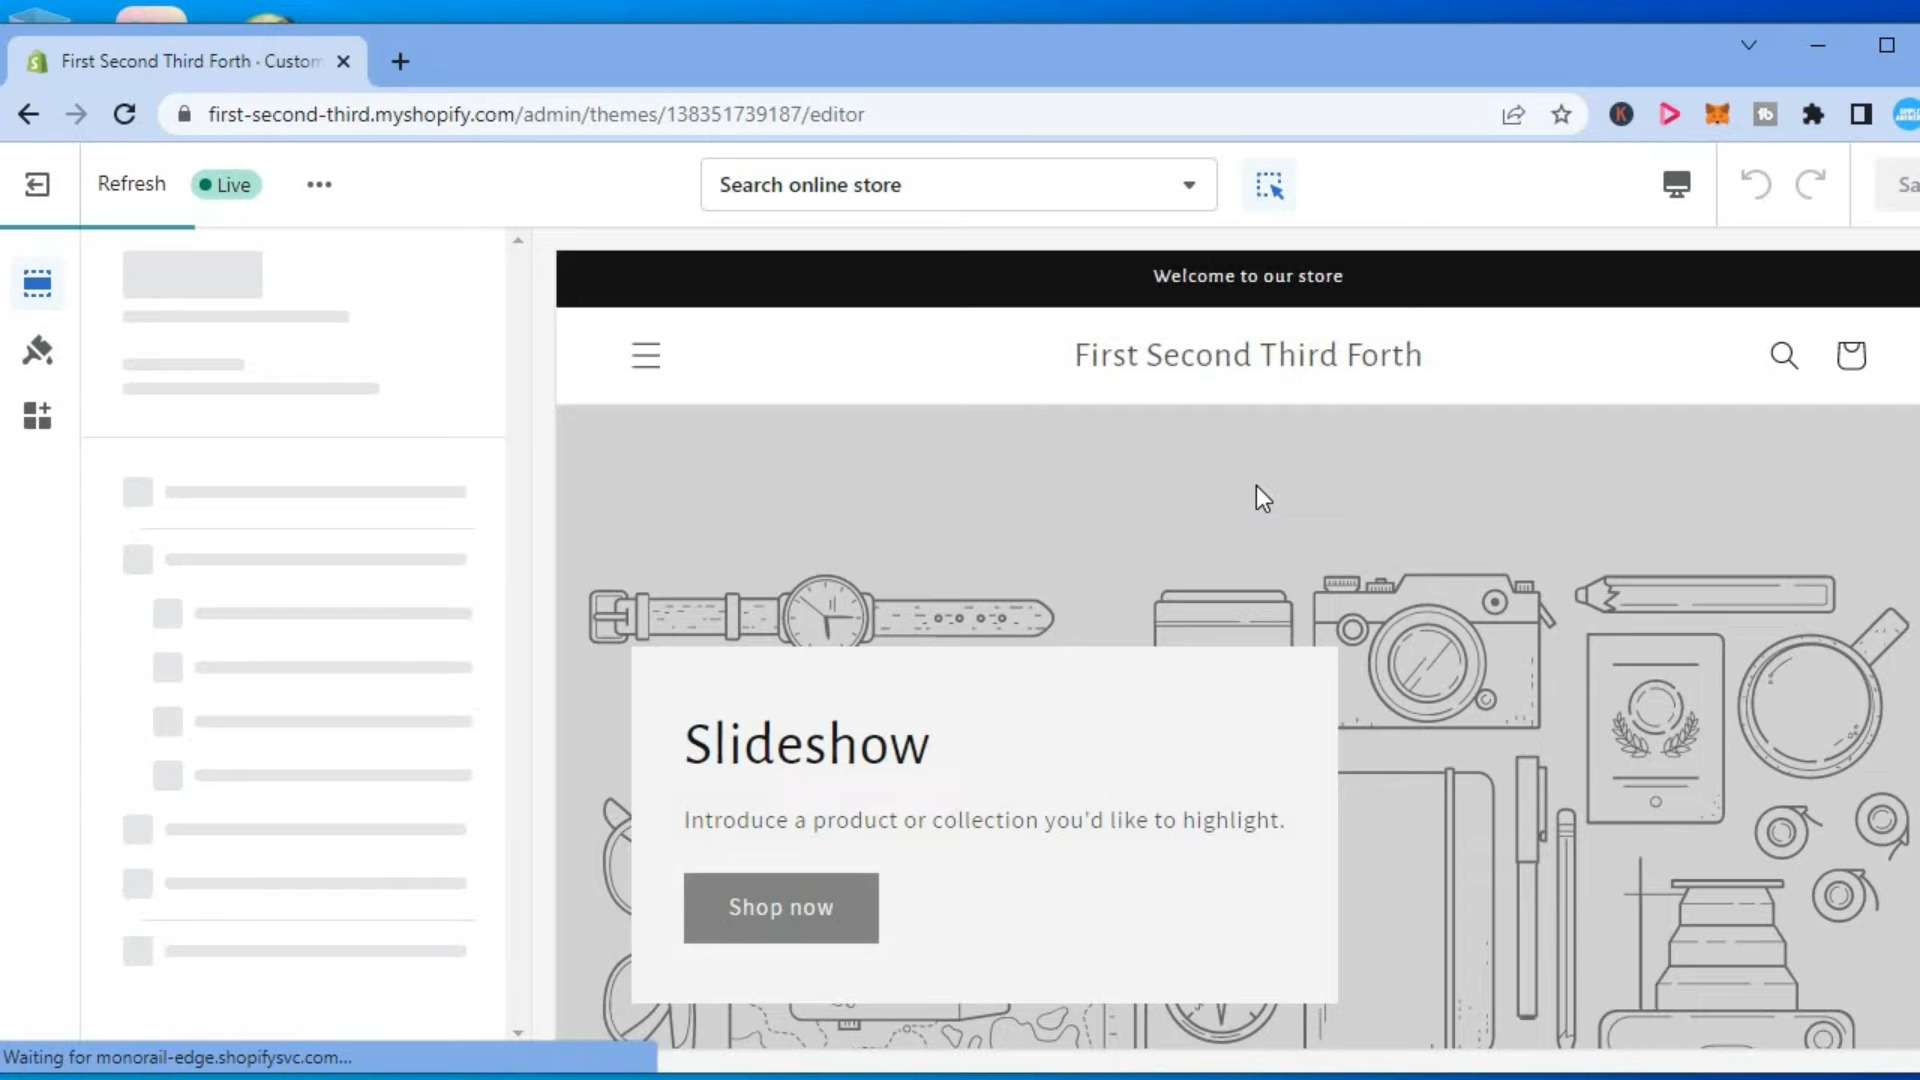 First Second Third Forth - Custom
first-second-third.myshopify.com/admin/themes/138351739187/editor
Refresh
Live
Search online store
Sa
Welcome to our store
First Second Third Forth
Slideshow
Introduce a product or collection you'd like to highlight.
Shop now
Waiting for monorail-edge.shopifysvc.com...